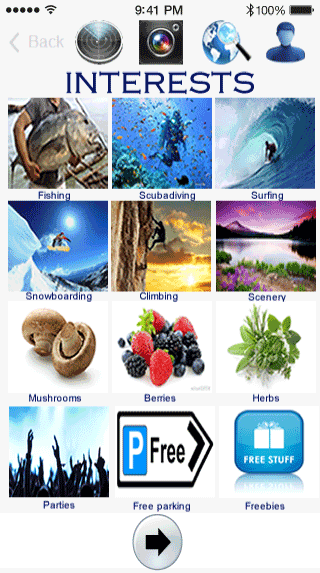 9:41 PM
100%
Back
INTERESTS
Fishing
Scubadiving
Surfing
Snowboarding
Climbing
Scenery
Mushrooms
Berries
Herbs
P Free
FREE STUFF
Parties
Free parking
Freebies